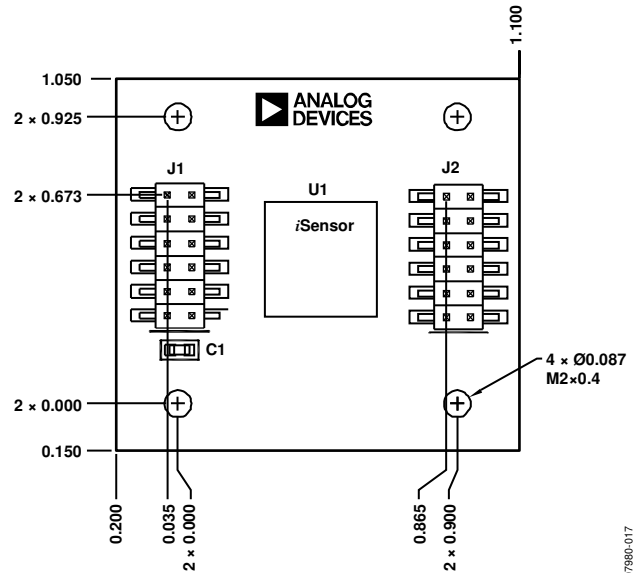 1.100
1.050
2 × 0.925
ANALOG
DEVICES
J1
J2
2 × 0.673
U1
iSensor
C1
4 × Ø0.087
M2×0.4
2 × 0.000
0.150
0.200
0.035
2 × 0.000
0.865
2 × 0.900